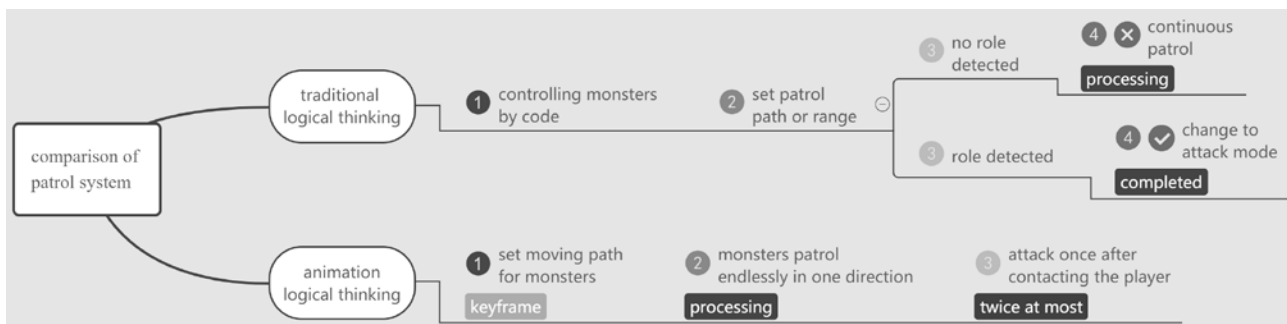 comparison of
patrol system
traditional
logical thinking
1 controlling monsters
by code
2 set patrol
path or range
3 no role
detected
4 continuous
patrol
processing
3 role detected
4 change to
attack mode
completed
animation
logical thinking
1 set moving path
for monsters
keyframe
2 monsters patrol
endlessly in one direction
processing
3 attack once after
contacting the player
twice at most